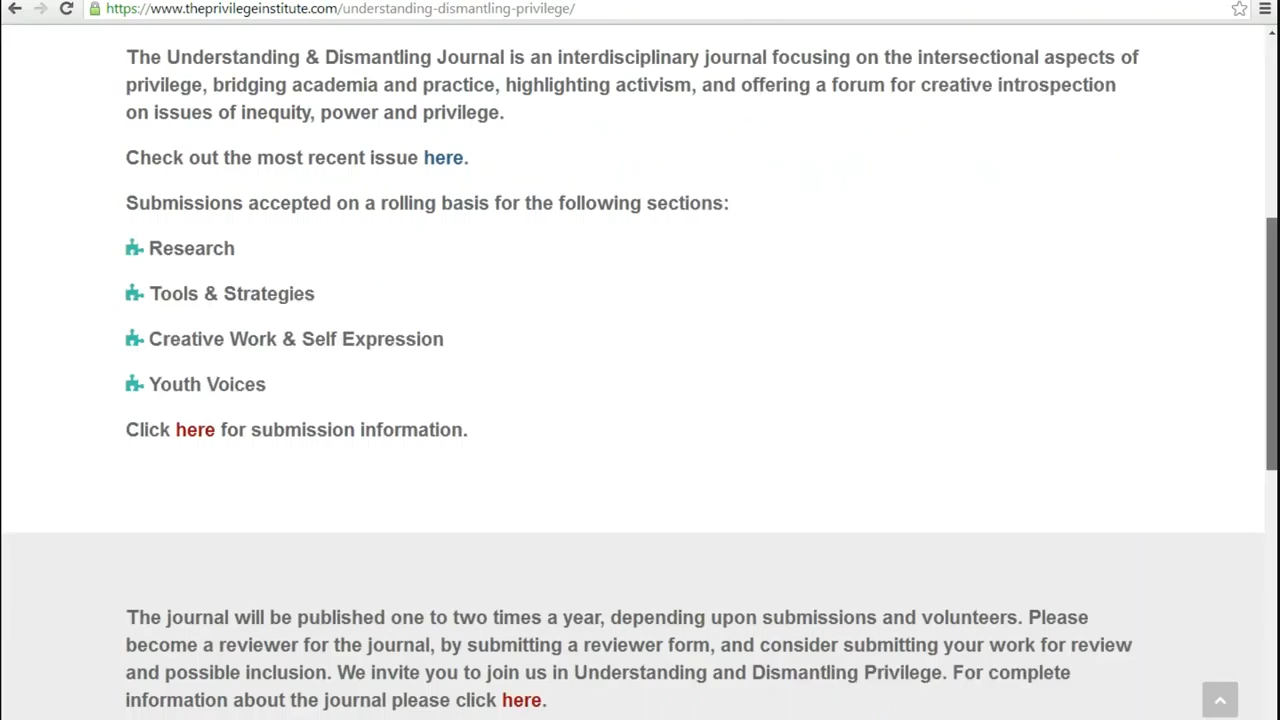 https://www.theprivilegeinstitute.com/understanding-dismantling-privilege/
The Understanding & Dismantling Journal is an interdisciplinary journal focusing on the intersectional aspects of
privilege, bridging academia and practice, highlighting activism, and offering a forum for creative introspection
on issues of inequity, power and privilege.
Check out the most recent issue here.
Submissions accepted on a rolling basis for the following sections:
Research
Tools & Strategies
Creative Work & Self Expression
Youth Voices
Click here for submission information.
The journal will be published one to two times a year, depending upon submissions and volunteers. Please
become a reviewer for the journal, by submitting a reviewer form, and consider submitting your work for review
and possible inclusion. We invite you to join us in Understanding and Dismantling Privilege. For complete
information about the journal please click here.